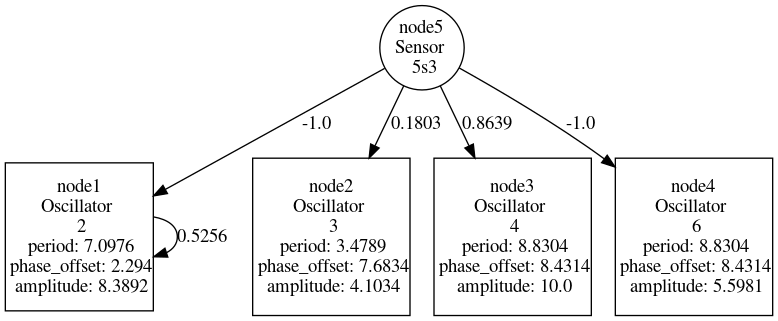 node5
Sensor
5s3
-1.0
0.1803
0.8639
-1.0
node1
Oscillator
2
period: 7.0976
phase_offset: 2.294
amplitude: 8.3892
0.5256
node2
Oscillator
3
period: 3.4789
phase_offset: 7.6834
amplitude: 4.1034
node3
Oscillator
4
period: 8.8304
phase_offset: 8.4314
amplitude: 10.0
node4
Oscillator
6
period: 8.8304
phase_offset: 8.4314
amplitude: 5.5981